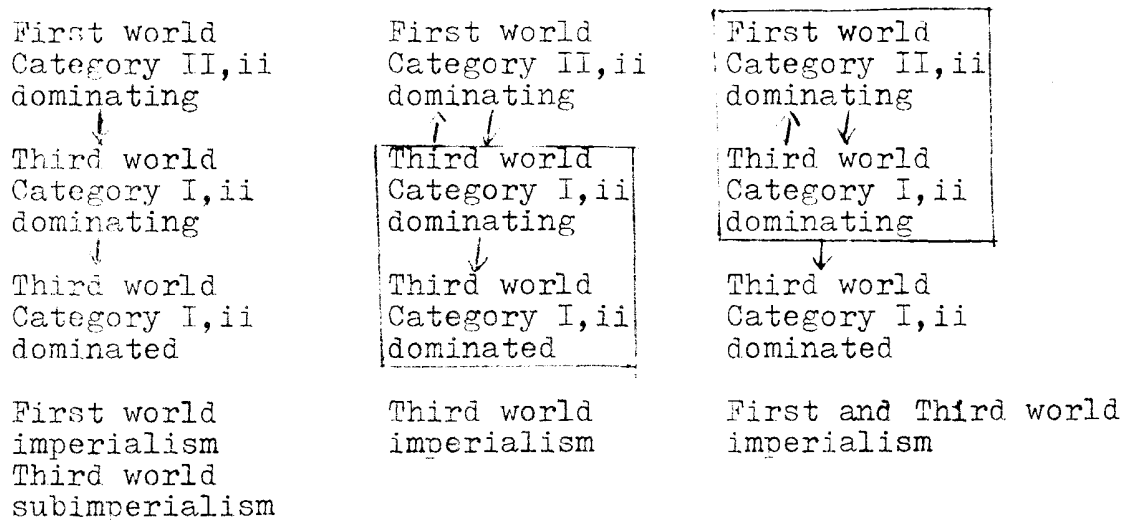 First world
Category II,ii
dominating
Third world
Category I,ii
dominating
Third world
Category I,ii
dominated
First world
imperialism
Third world
subimperialism
First world
Category II,ii
dominating
Third world
Category I,ii
dominating
Third world
Category I,ii
dominated
Third world
imperialism
First world
Category II,ii
dominating
Third world
Category I,ii
dominating
Third world
Category I,ii
dominated
First and Third world
imperialism